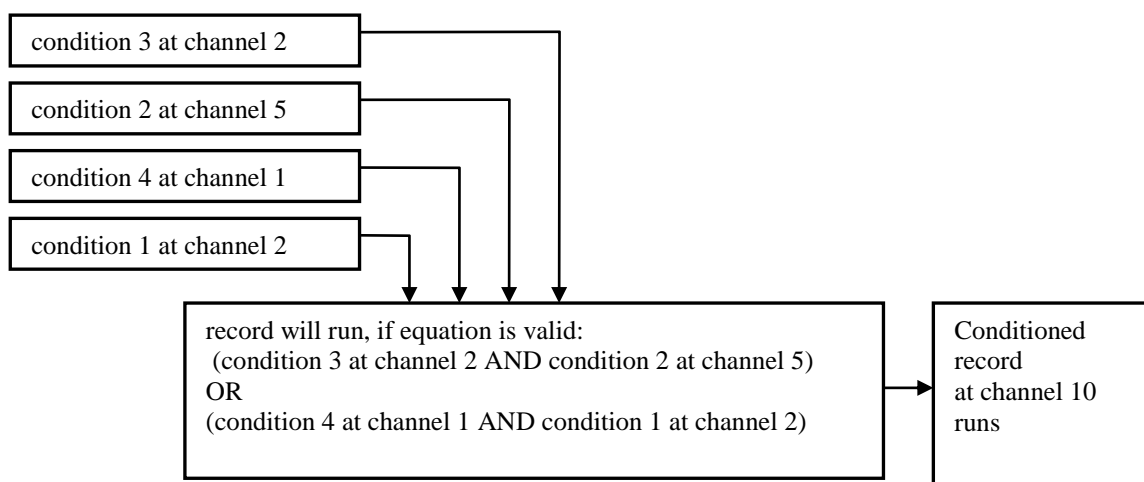 condition 3 at channel 2
condition 2 at channel 5
condition 4 at channel 1
condition 1 at channel 2
record will run, if equation is valid:
(condition 3 at channel 2 AND condition 2 at channel 5)
OR
(condition 4 at channel 1 AND condition 1 at channel 2)
Conditioned
record
at channel 10
runs